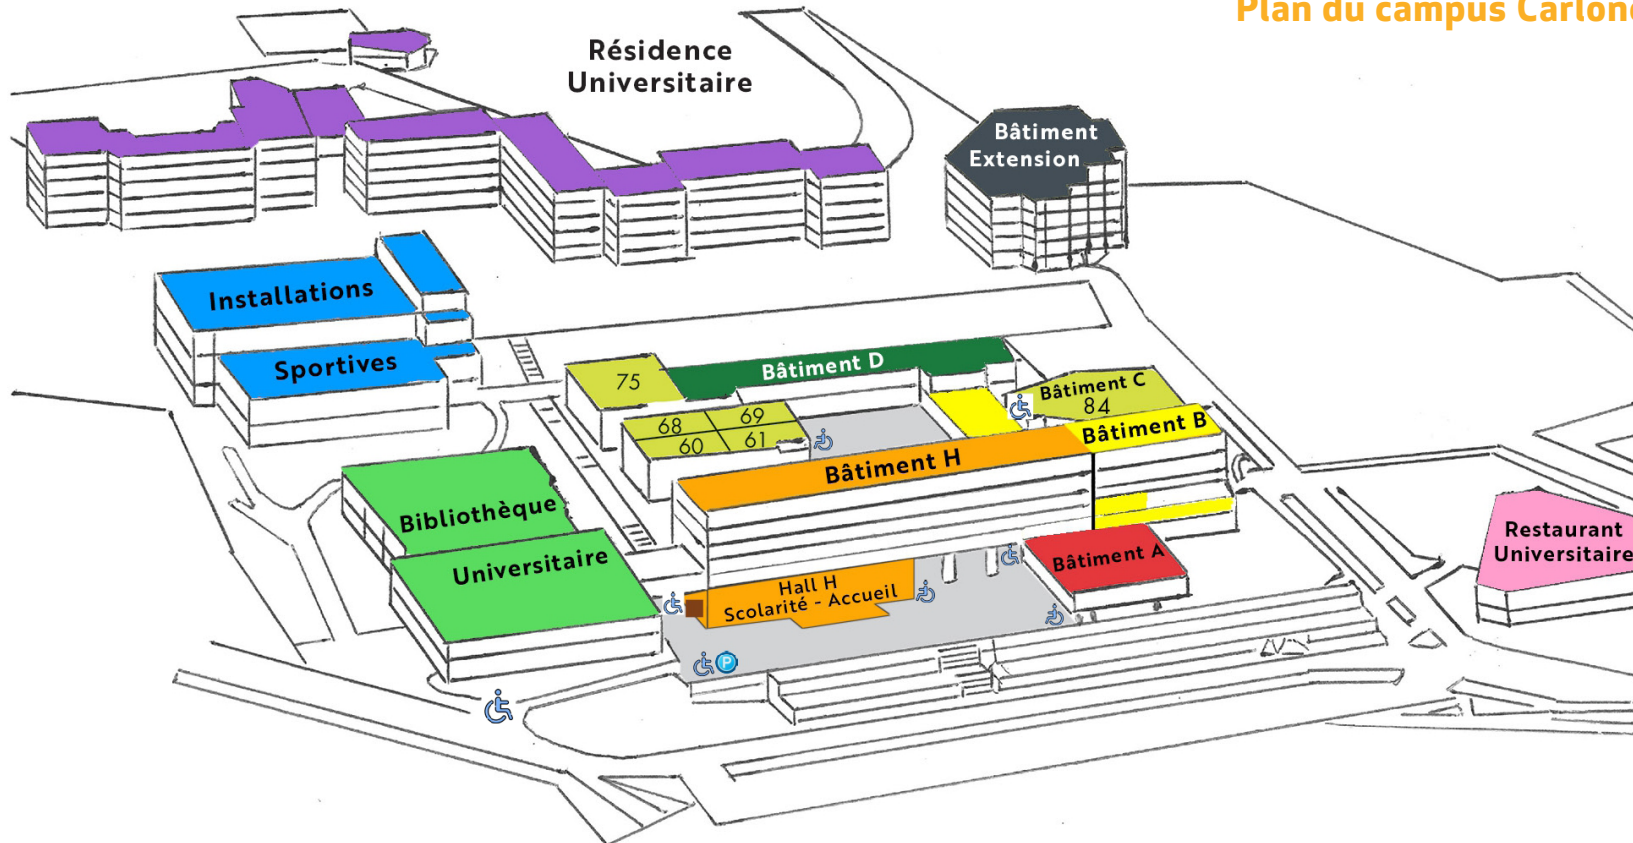 Plan du campus Carlone
Résidence
Universitaire
Bâtiment
Extension
Installations
Sportives
75
Bâtiment D
Bâtiment C
84
68
69
60
61
Bâtiment B
Bâtiment H
Bibliothèque
Universitaire
Bâtiment A
Restaurant
Universitaire
Hall H
Scolarité - Accueil
P